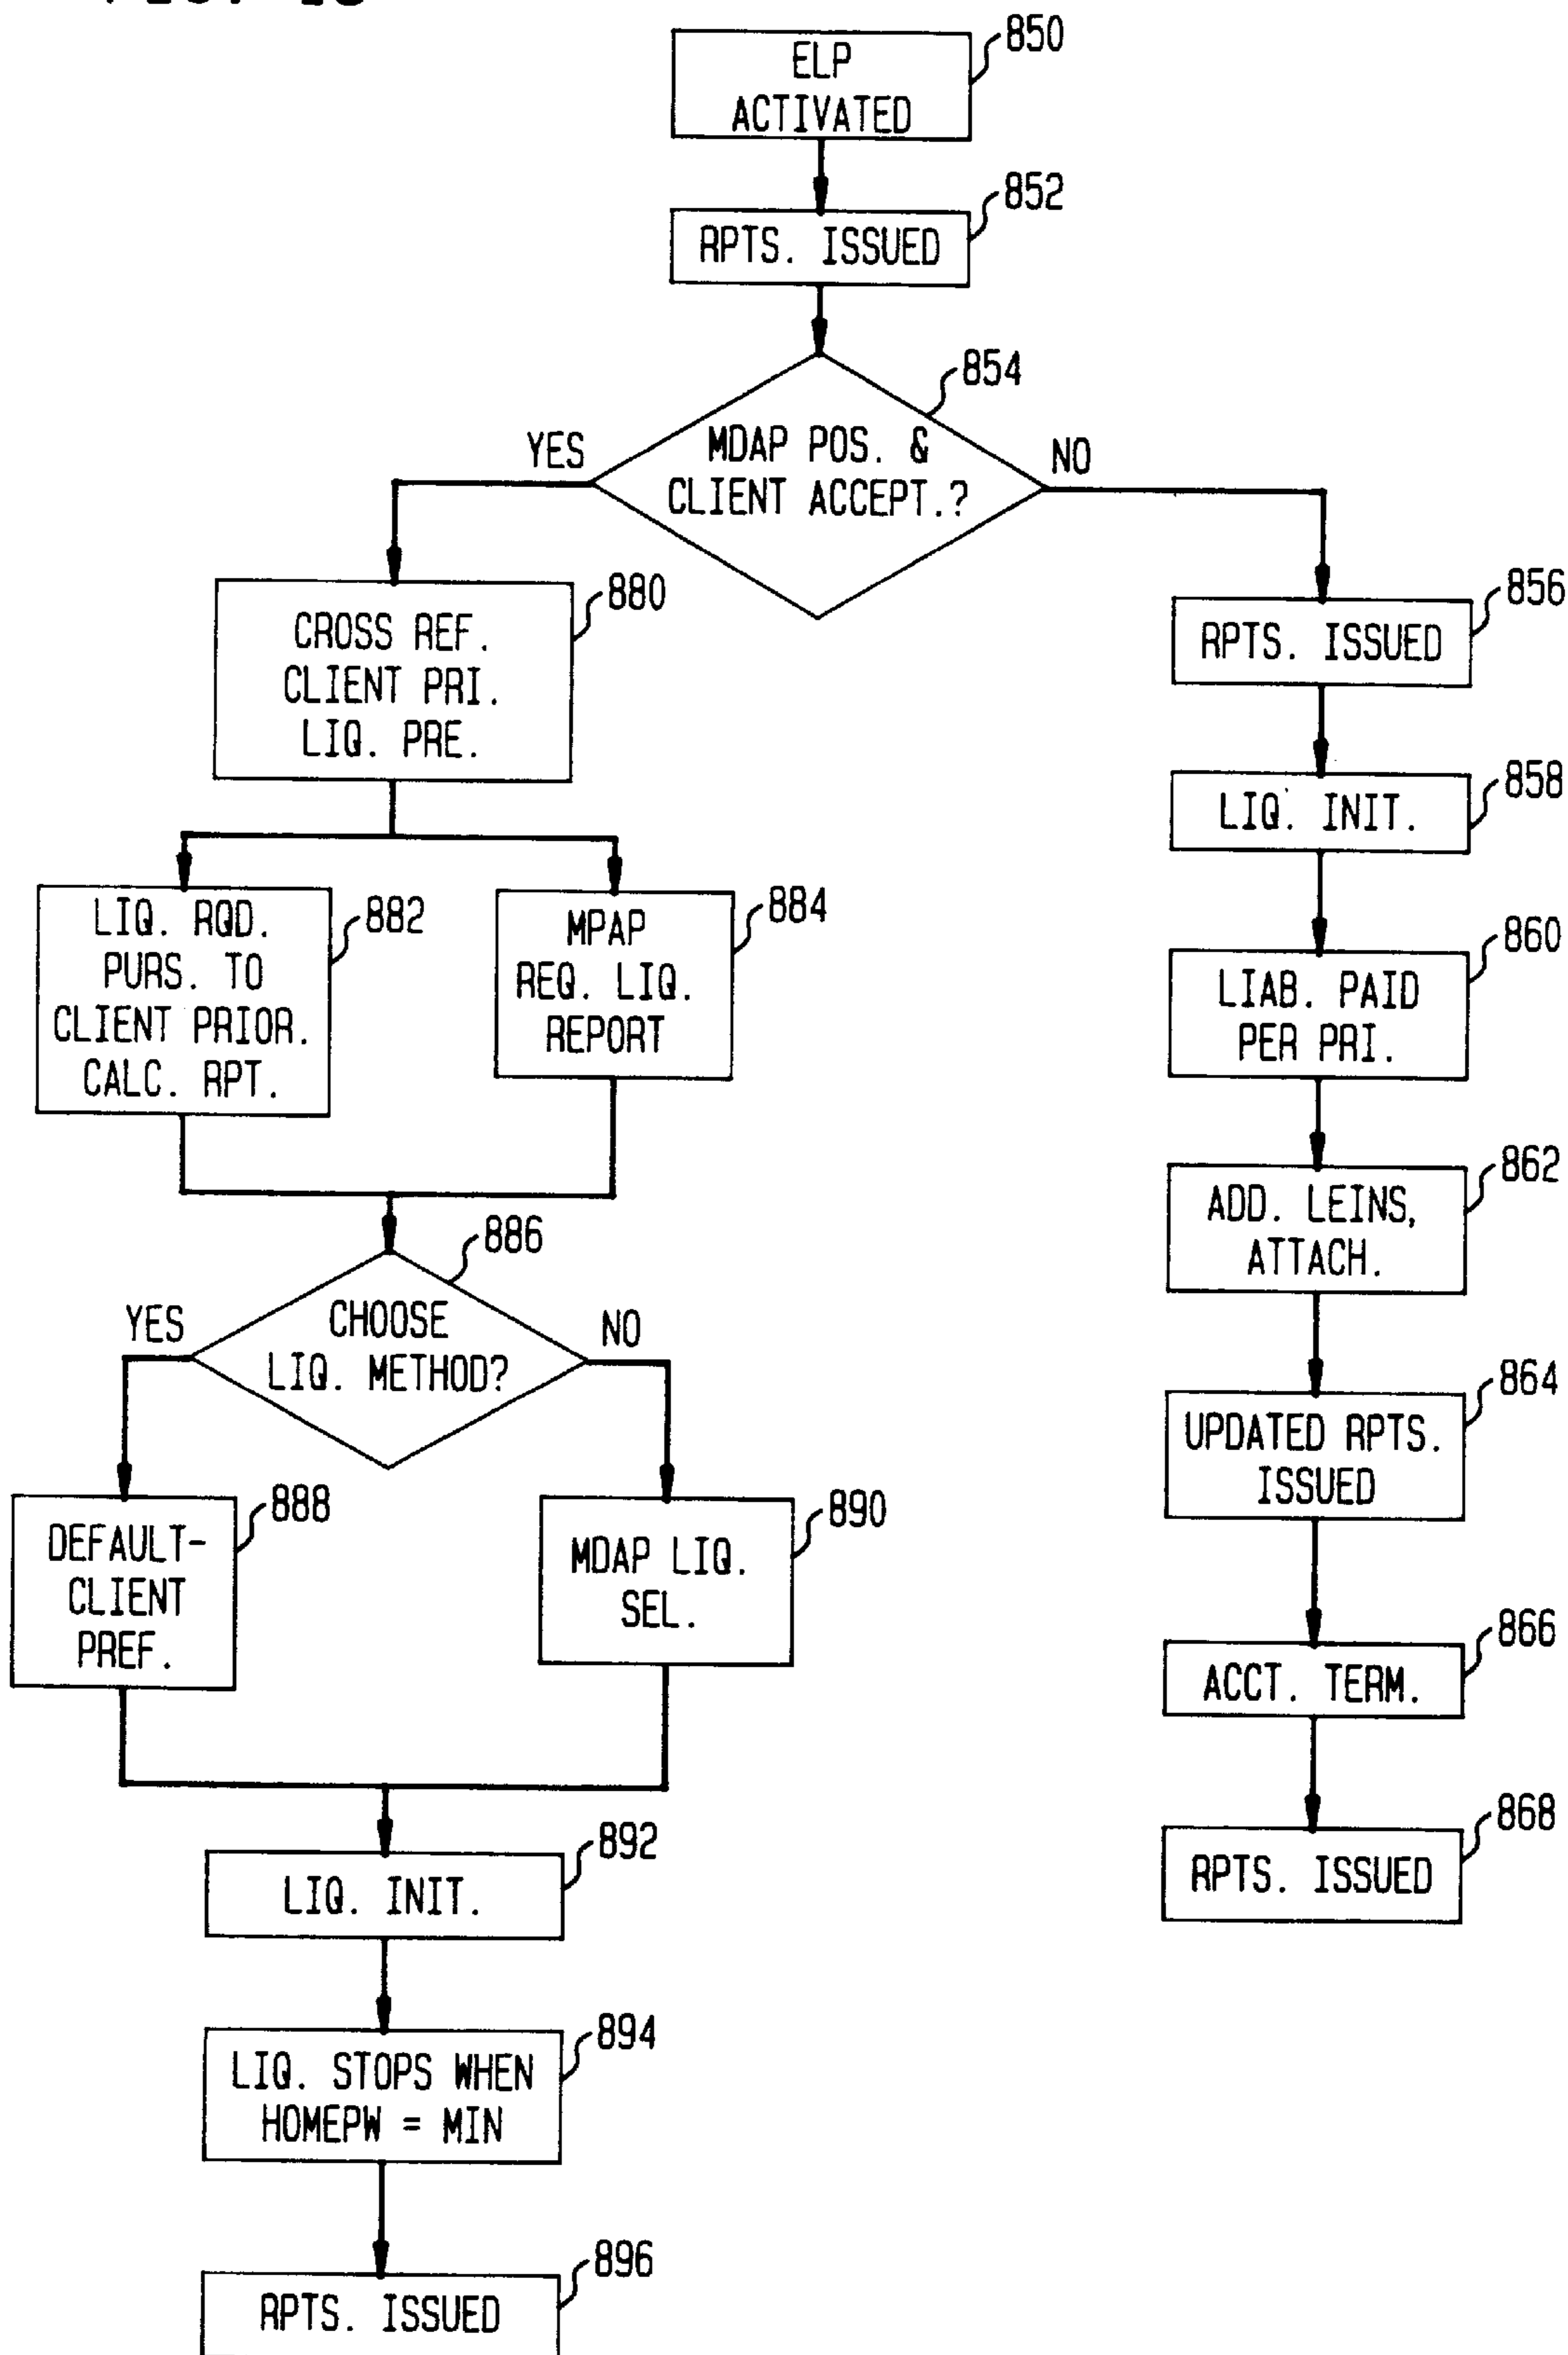 ELP
ACTIVATED
850
RPTS. ISSUED
852
MDAP POS. &
CLIENT ACCEPT.?
854
YES
NO
CROSS REF.
CLIENT PRI.
LIQ. PRE.
880
RPTS. ISSUED
856
LIQ. INIT.
858
LIQ. RQD.
PURS. TO
CLIENT PRIOR.
CALC. RPT.
882
MPAP
REQ. LIQ.
REPORT
884
LIAB. PAID
PER PRI.
860
ADD. LEINS,
ATTACH.
862
CHOOSE
LIQ. METHOD?
886
YES
NO
UPDATED RPTS.
ISSUED
864
DEFAULT-
CLIENT
PREF.
888
MDAP LIQ.
SEL.
890
ACCT. TERM.
866
LIQ. INIT.
892
RPTS. ISSUED
868
LIQ. STOPS WHEN
HOMEPW = MIN
894
RPTS. ISSUED
896